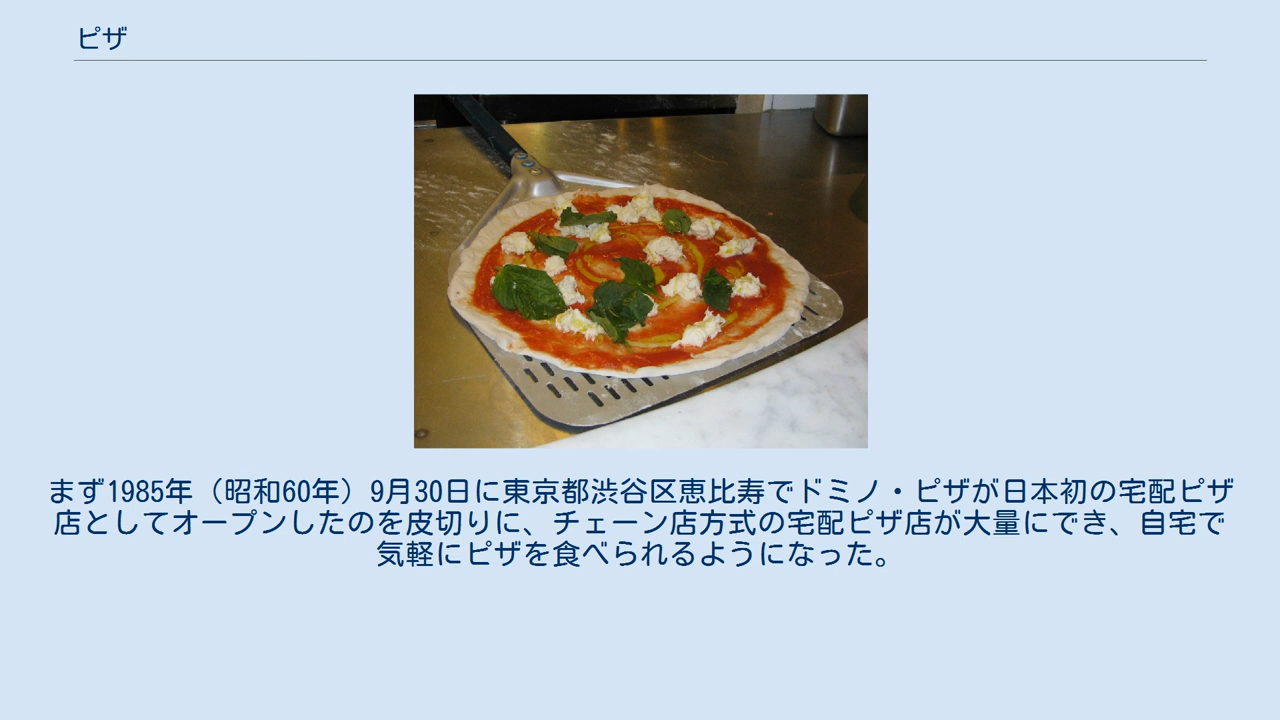 ピザ
まず1985年（昭和60年）9月30日に東京都渋谷区恵比寿でドミノ・ピザが日本初の宅配ピザ
店としてオープンしたのを皮切りに、チェーン店方式の宅配ピザ店が大量にでき、自宅で
気軽にピザを食べられるようになった。